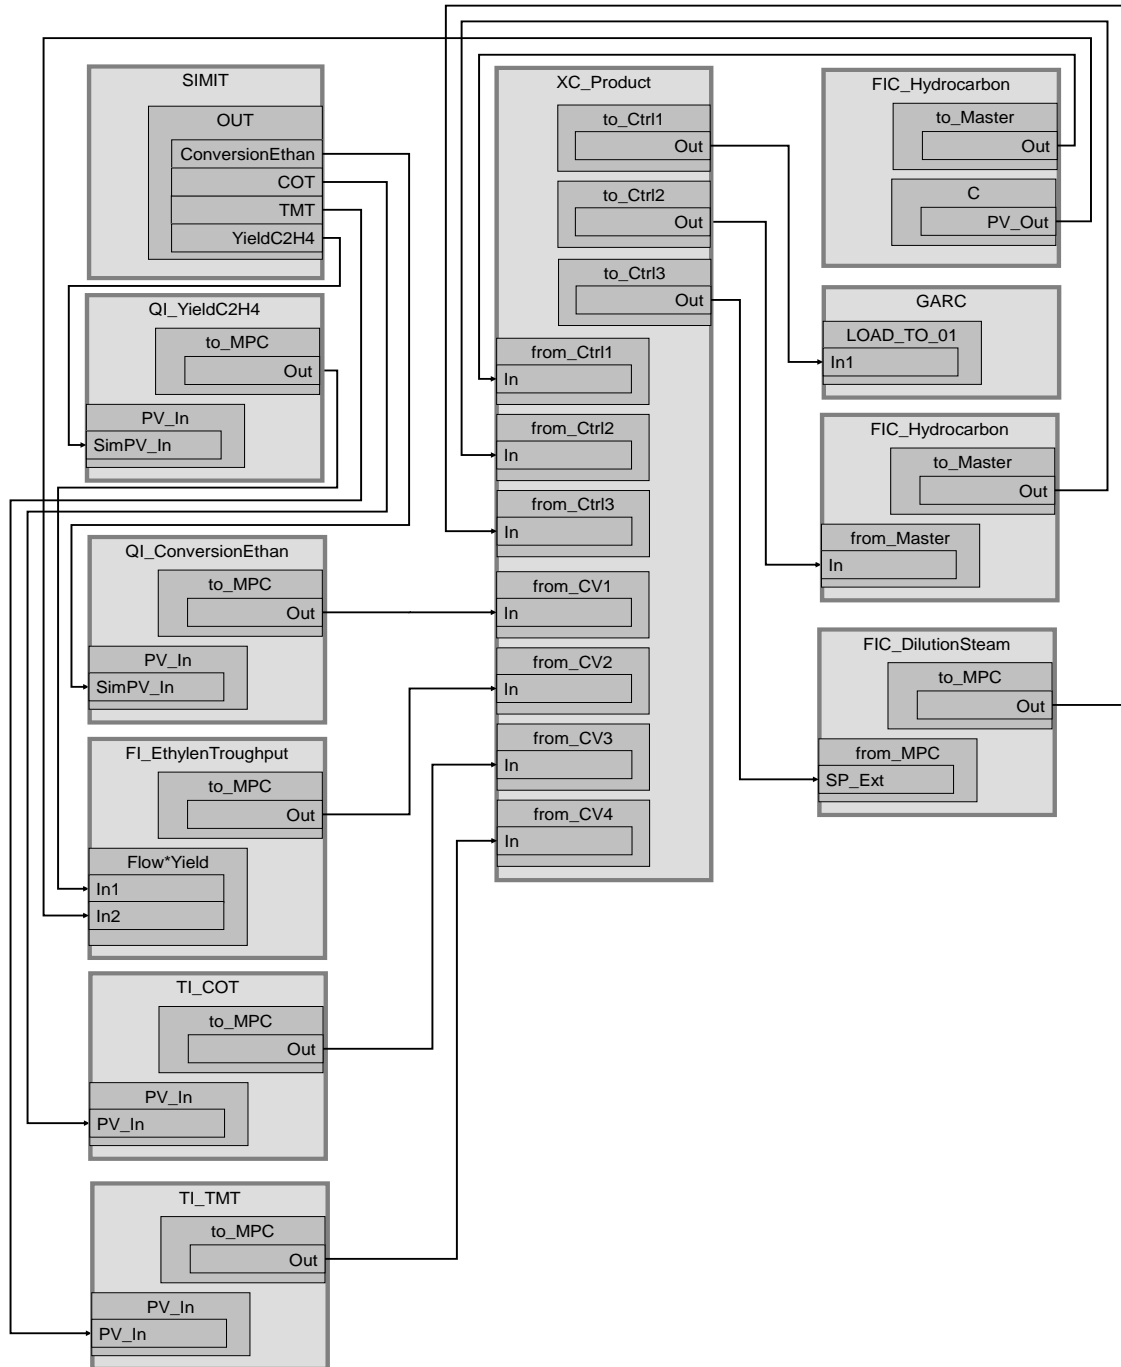 SIMIT
OUT
ConversionEthan
COT
TMT
YieldC2H4
QI_YieldC2H4
to_MPC
Out
PV_In
SimPV_In
QI_ConversionEthan
to_MPC
Out
PV_In
SimPV_In
FI_EthylenTroughput
to_MPC
Out
Flow*Yield
In1
In2
TI_COT
to_MPC
Out
PV_In
PV_In
TI_TMT
to_MPC
Out
PV_In
PV_In
XC_Product
to_Ctrl1
Out
to_Ctrl2
Out
to_Ctrl3
Out
from_Ctrl1
In
from_Ctrl2
In
from_Ctrl3
In
from_CV1
In
from_CV2
In
from_CV3
In
from_CV4
In
FIC_Hydrocarbon
to_Master
Out
C
PV_Out
GARC
LOAD_TO_01
In1
FIC_Hydrocarbon
to_Master
Out
from_Master
In
FIC_DilutionSteam
to_MPC
Out
from_MPC
SP_Ext